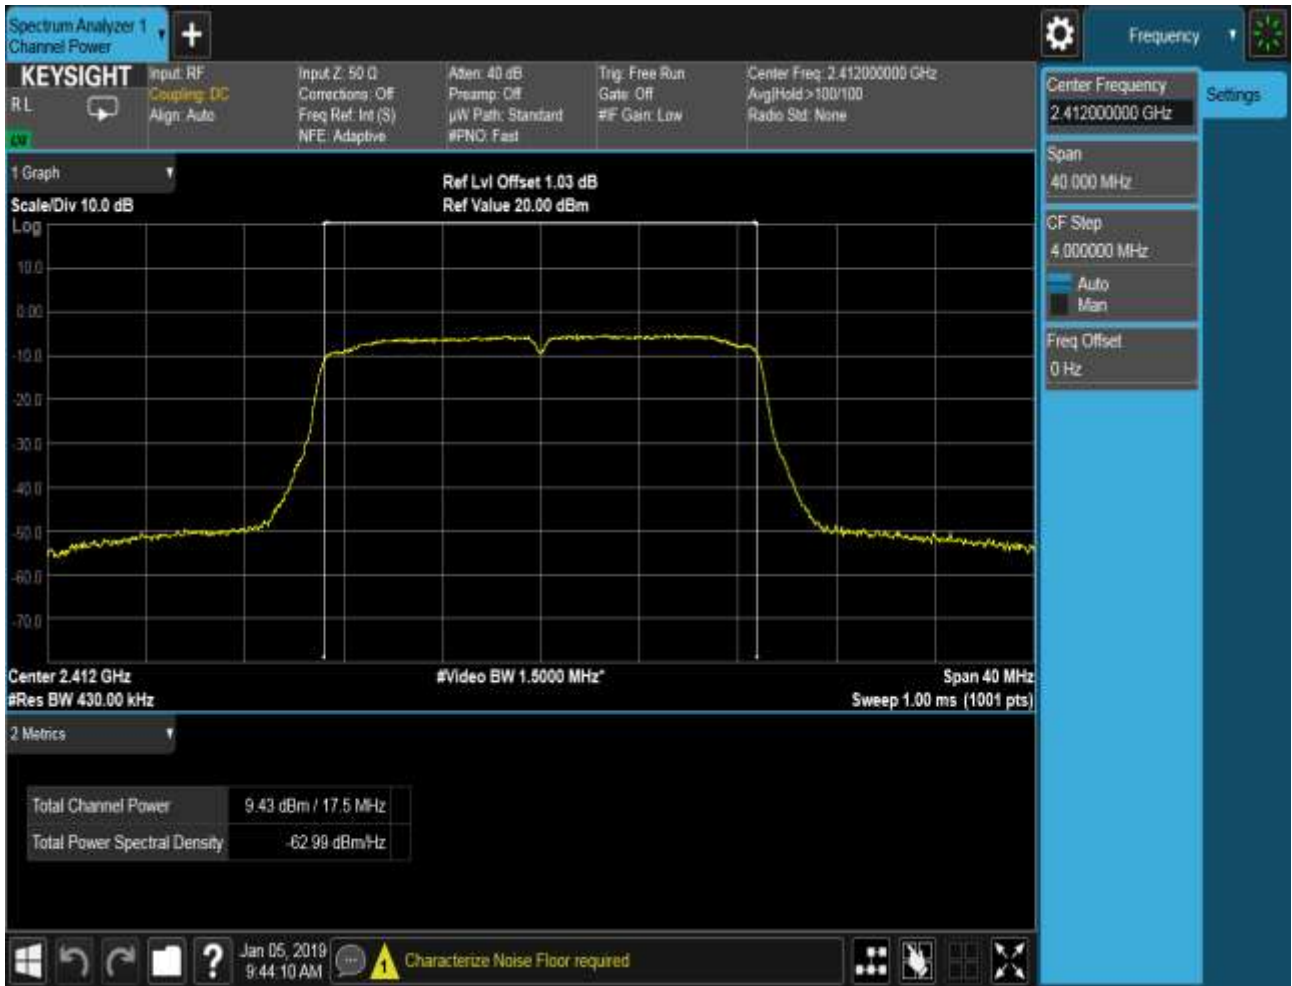 Spectrum Analyzer 1
Channel Power
Frequency
KEYSIGHT
R L
Input: RF
Coupling: DC
Align: Auto
Input Z: 50 Ω
Corrections: Off
Freq Ref: Int (S)
NFE: Adaptive
Atten: 40 dB
Preamp: Off
µW Path: Standard
#PNO: Fast
Trig: Free Run
Gate: Off
#IF Gain: Low
Center Freq: 2.412000000 GHz
Avg|Hold:>100/100
Radio Std: None
Center Frequency
2.412000000 GHz
Settings
Span
40.000 MHz
CF Step
4.000000 MHz
Auto
Man
Freq Offset
0 Hz
1 Graph
Scale/Div 10.0 dB
Ref Lvl Offset 1.03 dB
Ref Value 20.00 dBm
Log
10.0
0.00
-10.0
-20.0
-30.0
-40.0
-50.0
-60.0
-70.0
Center 2.412 GHz
#Video BW 1.5000 MHz*
Span 40 MHz
#Res BW 430.00 kHz
Sweep 1.00 ms (1001 pts)
2 Metrics
Total Channel Power 9.43 dBm / 17.5 MHz
Total Power Spectral Density -62.99 dBm/Hz
?
Jan 05, 2019
9:44:10 AM
1
Characterize Noise Floor required